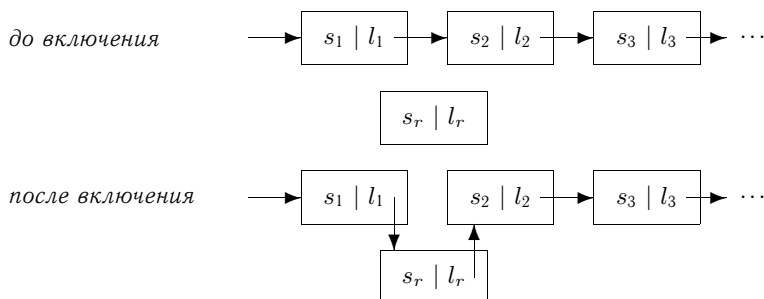 до включения s₁ | l₁ s₂ | l₂ s₃ | l₃ ⋯
sᵣ | lᵣ
после включения s₁ | l₁ s₂ | l₂ s₃ | l₃ ⋯
sᵣ | lᵣ